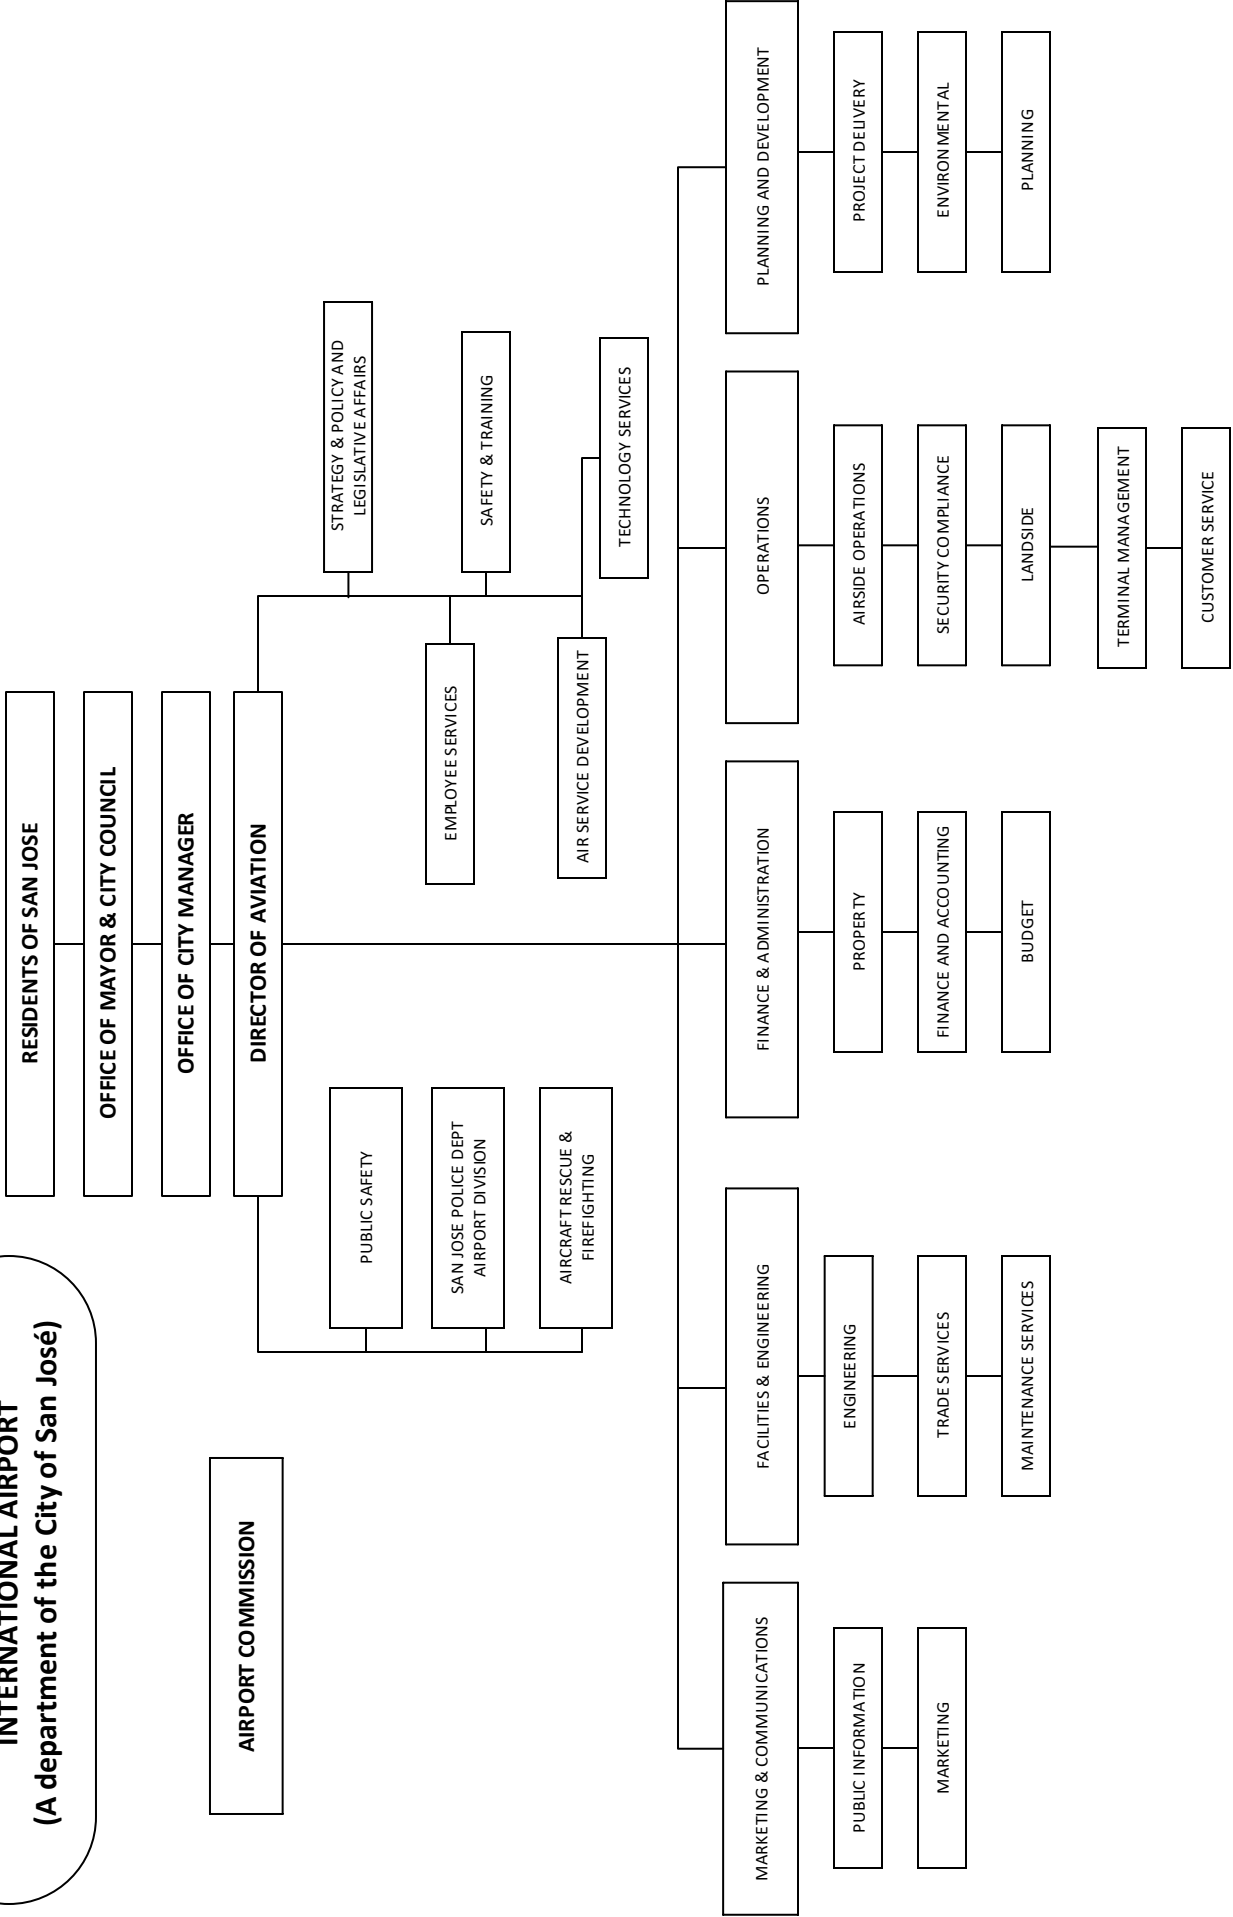 INTERNATIONAL AIRPORT
(A department of the City of San José)
RESIDENTS OF SAN JOSE
OFFICE OF MAYOR & CITY COUNCIL
OFFICE OF CITY MANAGER
DIRECTOR OF AVIATION
AIRPORT COMMISSION
PUBLIC SAFETY
SAN JOSE POLICE DEPT
AIRPORT DIVISION
AIRCRAFT RESCUE &
FIREFIGHTING
STRATEGY & POLICY AND
LEGISLATIVE AFFAIRS
EMPLOYEE SERVICES
SAFETY & TRAINING
AIR SERVICE DEVELOPMENT
TECHNOLOGY SERVICES
MARKETING & COMMUNICATIONS
PUBLIC INFORMATION
MARKETING
FACILITIES & ENGINEERING
ENGINEERING
TRADE SERVICES
MAINTENANCE SERVICES
FINANCE & ADMINISTRATION
PROPERTY
FINANCE AND ACCOUNTING
BUDGET
OPERATIONS
AIRSIDE OPERATIONS
SECURITY COMPLIANCE
LANDSIDE
TERMINAL MANAGEMENT
CUSTOMER SERVICE
PLANNING AND DEVELOPMENT
PROJECT DELIVERY
ENVIRONMENTAL
PLANNING